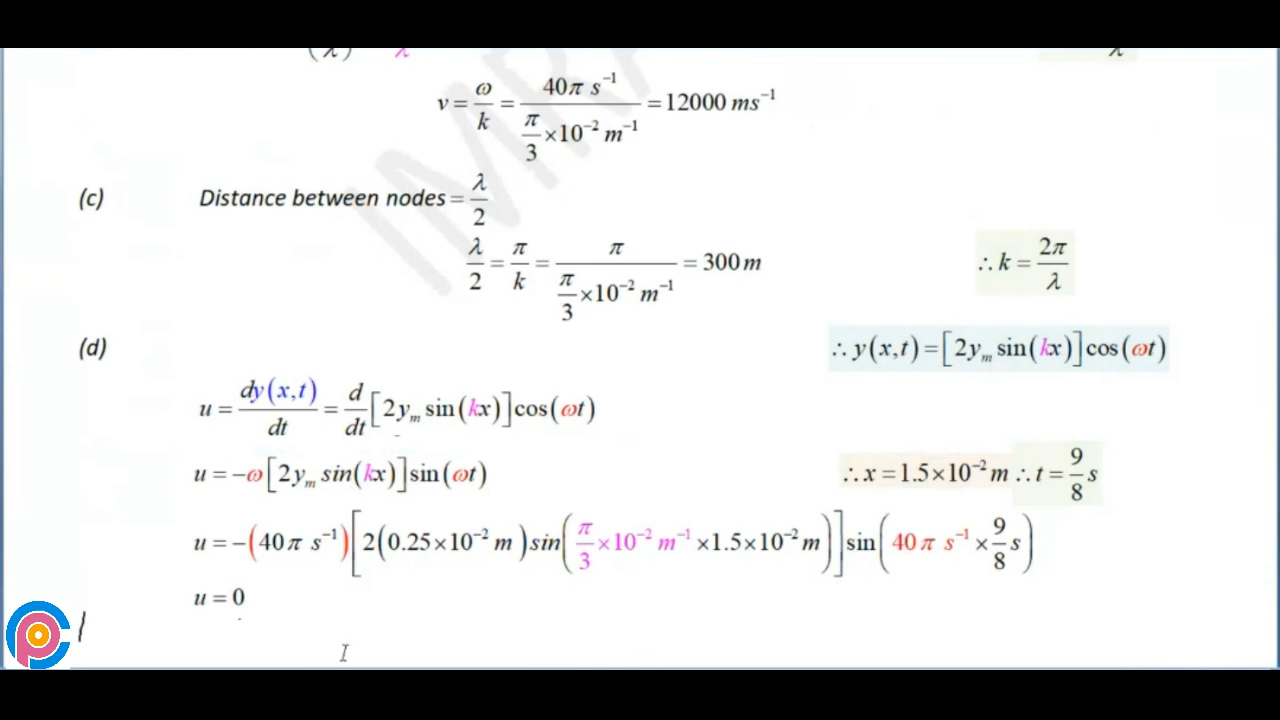 v = ω/k = 40π s⁻¹ / (π/3 ×10⁻² m⁻¹) = 12000 ms⁻¹
(c) Distance between nodes = λ/2
λ/2 = π/k = π / (π/3 ×10⁻² m⁻¹) = 300 m ∴ k = 2π/λ
(d) ∴ y(x,t) = [2yₘ sin(kx)] cos(ωt)
u = dy(x,t)/dt = d/dt [2yₘ sin(kx)] cos(ωt)
u = −ω[2yₘ sin(kx)] sin(ωt) ∴ x = 1.5×10⁻² m ∴ t = 9/8 s
u = −(40π s⁻¹)[2(0.25×10⁻² m) sin(π/3 ×10⁻² m⁻¹ ×1.5×10⁻² m)] sin(40π s⁻¹ × 9/8 s)
u = 0